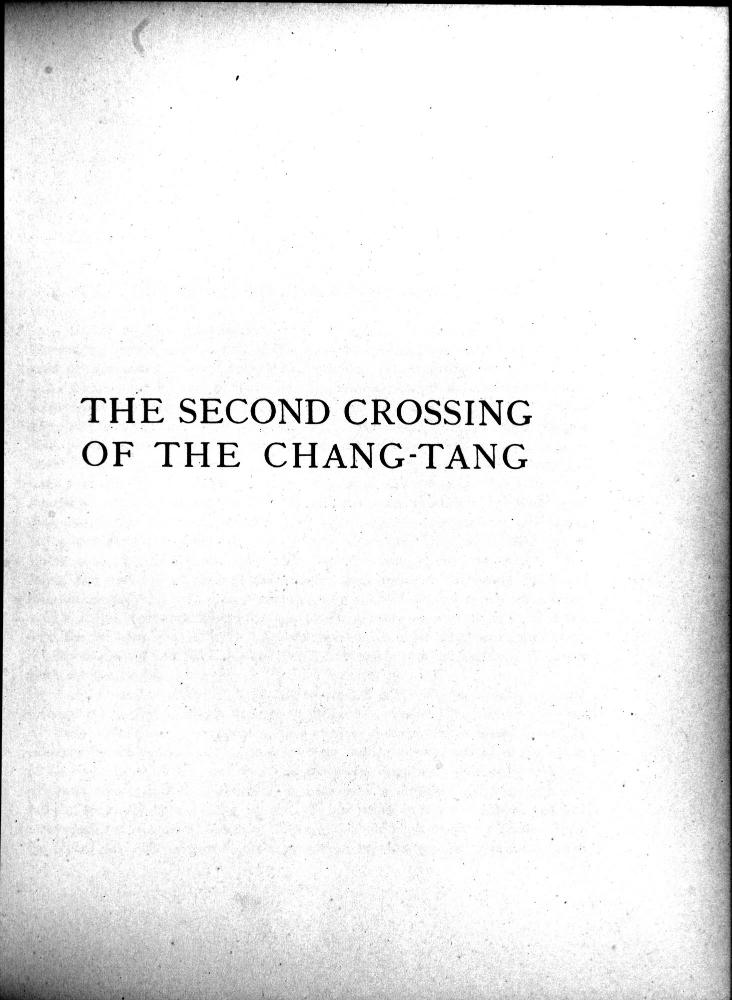 THE SECOND CROSSING
OF THE CHANG-TANG